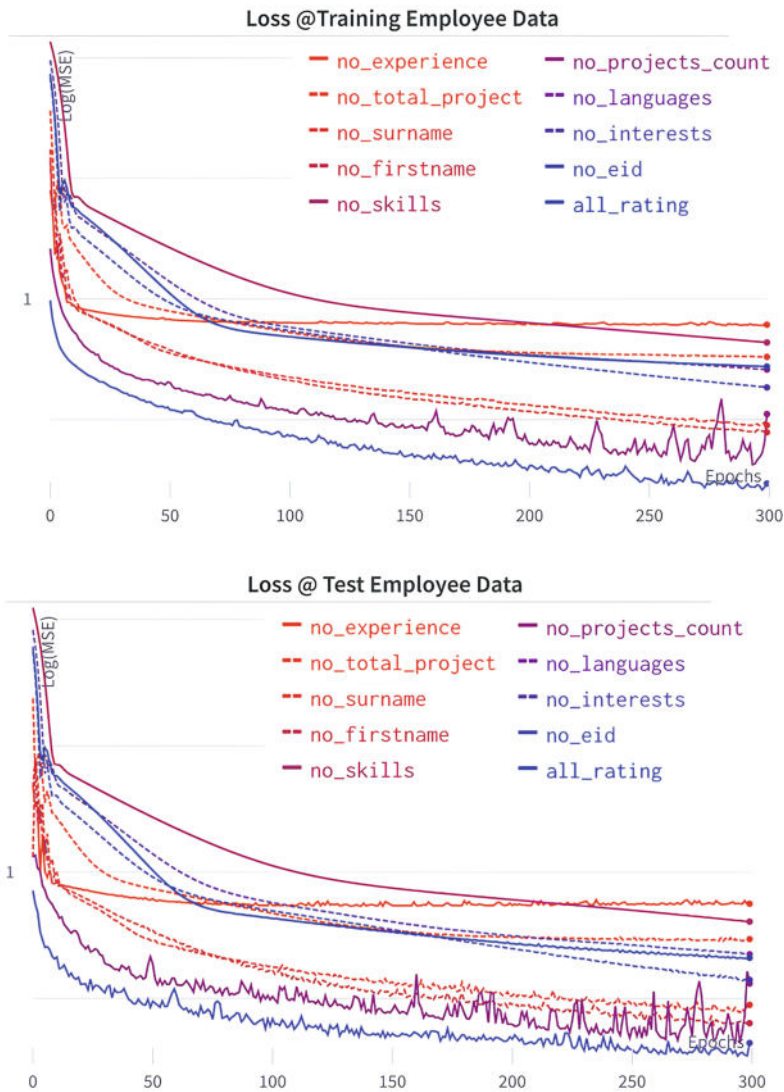 Loss @Training Employee Data
Log(MSE)
no_experience
no_total_project
no_surname
no_firstname
no_skills
no_projects_count
no_languages
no_interests
no_eid
all_rating
1
Epochs
0 50 100 150 200 250 300
Loss @ Test Employee Data
Log(MSE)
no_experience
no_total_project
no_surname
no_firstname
no_skills
no_projects_count
no_languages
no_interests
no_eid
all_rating
1
Epochs
0 50 100 150 200 250 300